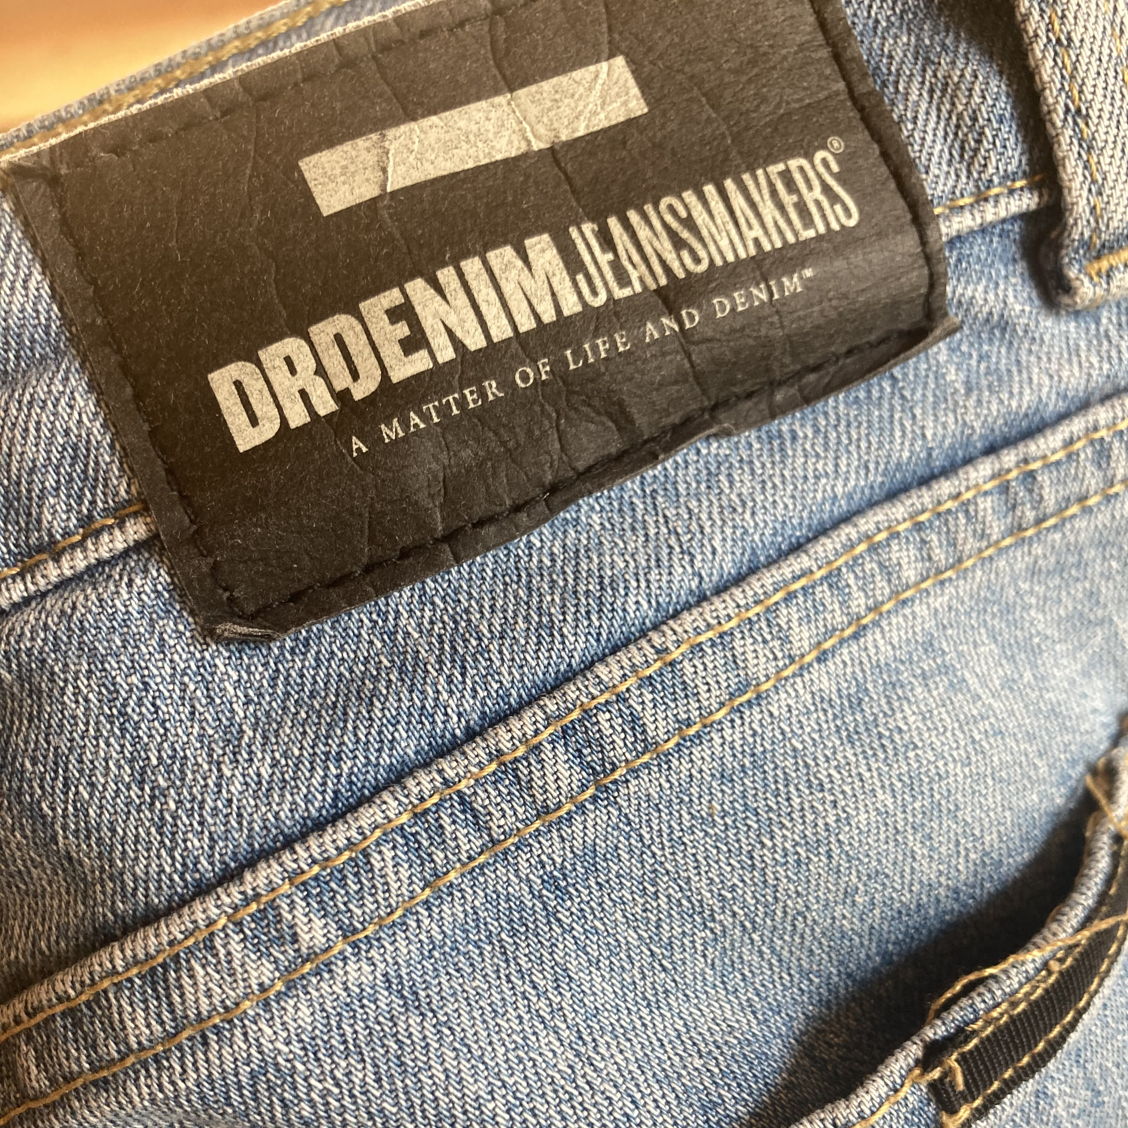 DRDENIMJEANSMAKERS®
A MATTER OF LIFE AND DENIM™